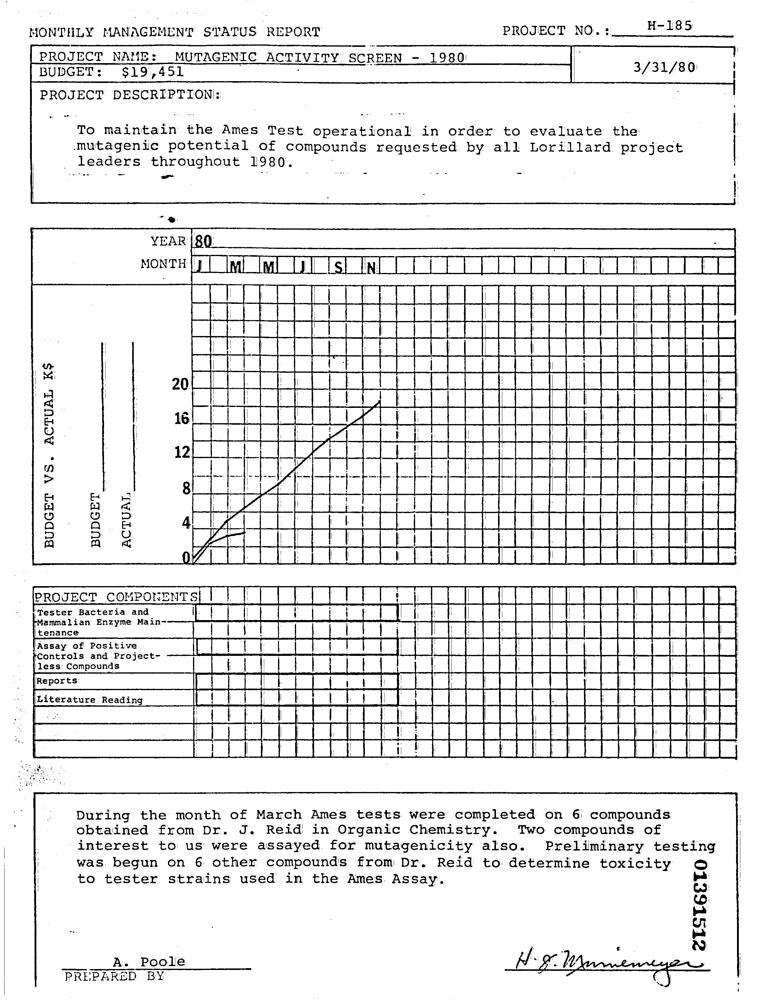 MONTHLY MANAGEMENT STATUS REPORT PROJECT NO.: H-185
PROJECT NAME: MUTAGENIC ACTIVITY SCREEN - 1980
BUDGET: $19,451
3/31/80
PROJECT DESCRIPTION:
To maintain the Ames Test operational in order to evaluate the
mutagenic potential of compounds requested by all Lorillard project
leaders throughout 1980.
YEAR 80
MONTH J M M J S N
BUDGET VS. ACTUAL K$
BUDGET
ACTUAL
20
16
12
8
4
0
PROJECT COMPONENTS
Tester Bacteria and
Mammalian Enzyme Main-
tenance
Assay of Positive
Controls and Project-
less Compounds
Reports
Literature Reading
During the month of March Ames tests were completed on 6 compounds
obtained from Dr. J. Reid in Organic Chemistry. Two compounds of
interest to us were assayed for mutagenicity also. Preliminary testing
was begun on 6 other compounds from Dr. Reid to determine toxicity
to tester strains used in the Ames Assay.
01391512
A. Poole
PREPARED BY
H. J.